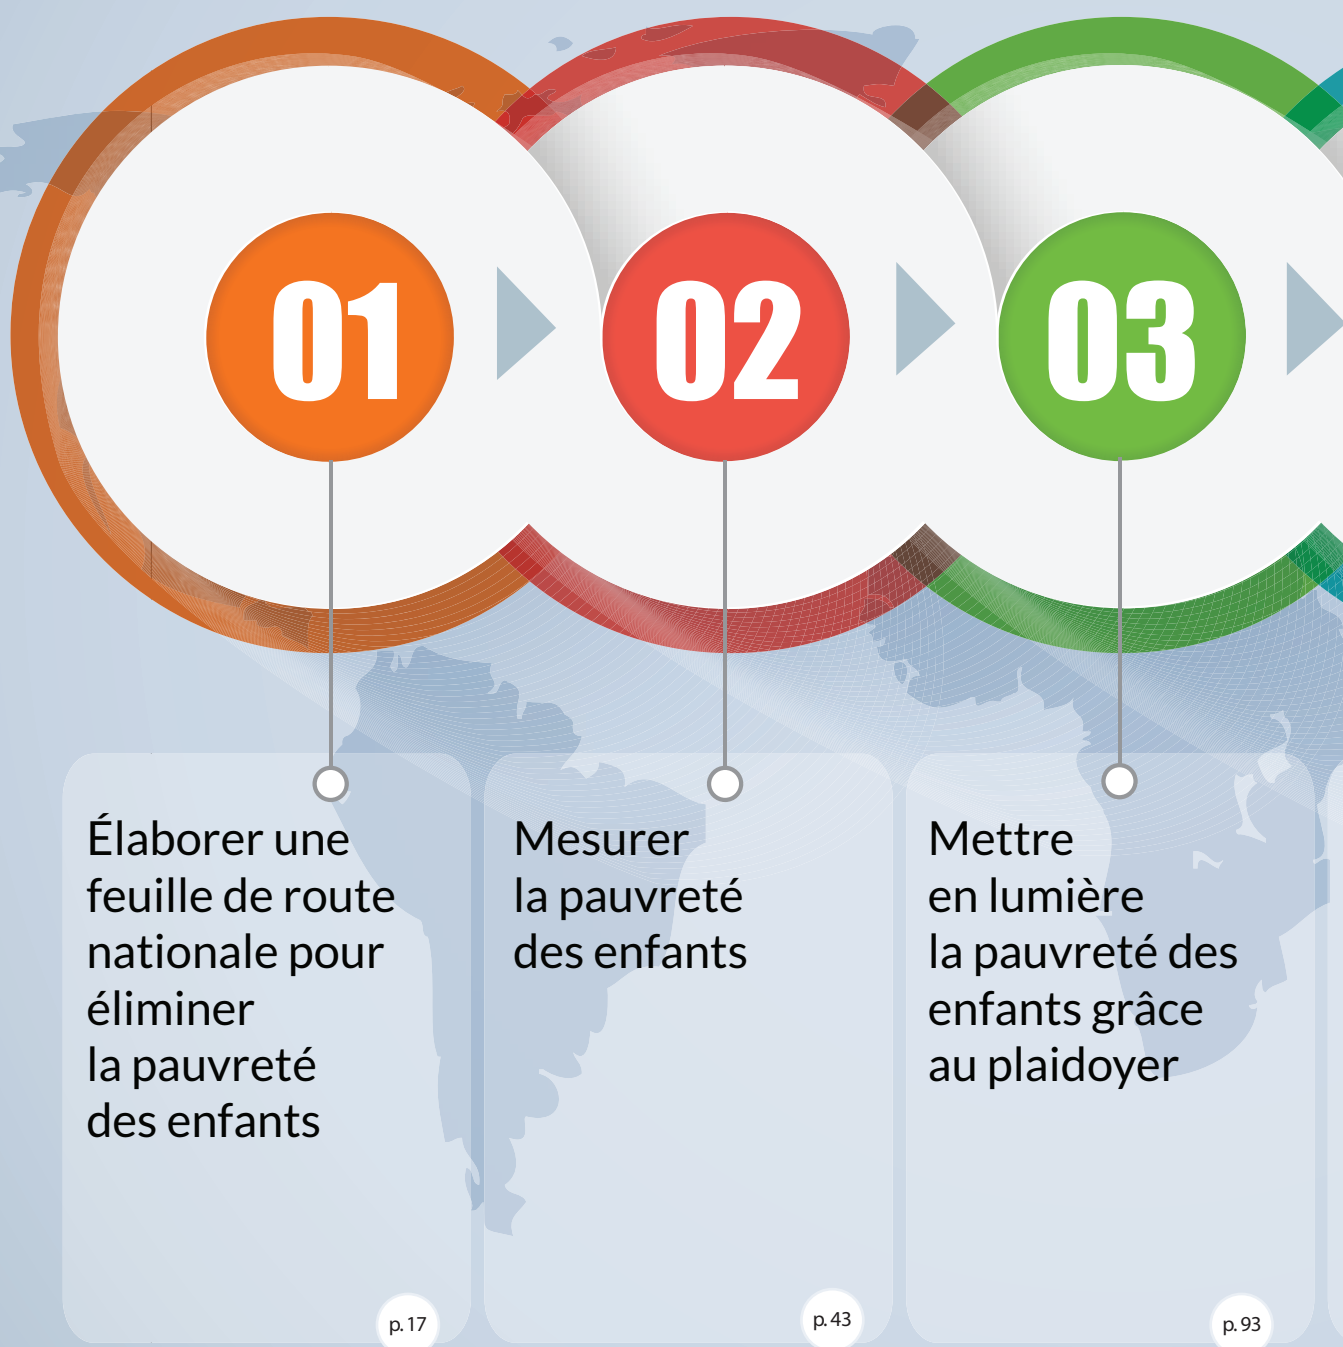 01
02
03
Élaborer une
feuille de route
nationale pour
éliminer
la pauvreté
des enfants
p. 17
Mesurer
la pauvreté
des enfants
p. 43
Mettre
en lumière
la pauvreté des
enfants grâce
au plaidoyer
p. 93